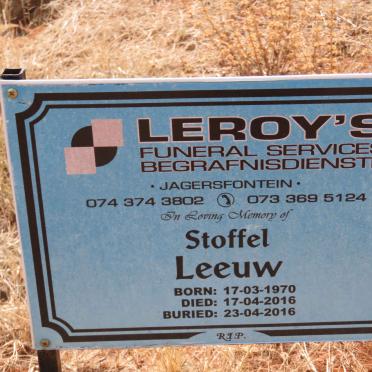 LEROY'S
FUNERAL SERVICES
BEGRAFNISDIENST
· JAGERSFONTEIN ·
074 374 3802 073 369 5124
In Loving Memory of
Stoffel
Leeuw
BORN: 17-03-1970
DIED: 17-04-2016
BURIED: 23-04-2016
R.I.P.